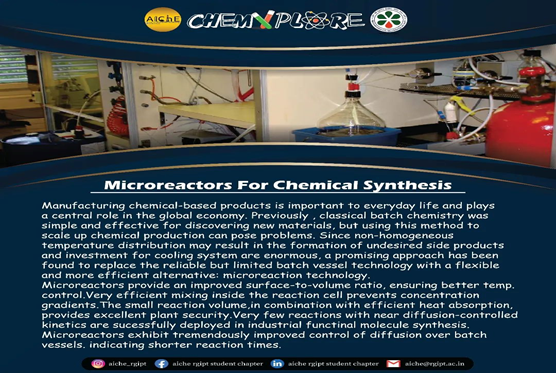 AIChE CHEMXPLORE
Microreactors For Chemical Synthesis
Manufacturing chemical-based products is important to everyday life and plays
a central role in the global economy. Previously , classical batch chemistry was
simple and effective for discovering new materials, but using this method to
scale up chemical production can pose problems. Since non-homogeneous
temperature distribution may result in the formation of undesired side products
and investment for cooling system are enormous, a promising approach has been
found to replace the reliable but limited batch vessel technology with a flexible
and more efficient alternative: microreaction technology.
Microreactors provide an improved surface-to-volume ratio, ensuring better temp.
control.Very efficient mixing inside the reaction cell prevents concentration
gradients.The small reaction volume,in combination with efficient heat absorption,
provides excellent plant security.Very few reactions with near diffusion-controlled
kinetics are sucessfully deployed in industrial functinal molecule synthesis.
Microreactors exhibit tremendously improved control of diffusion over batch
vessels. indicating shorter reaction times.
aiche_rgipt aiche rgipt student chapter aiche rgipt student chapter aiche@rgipt.ac.in